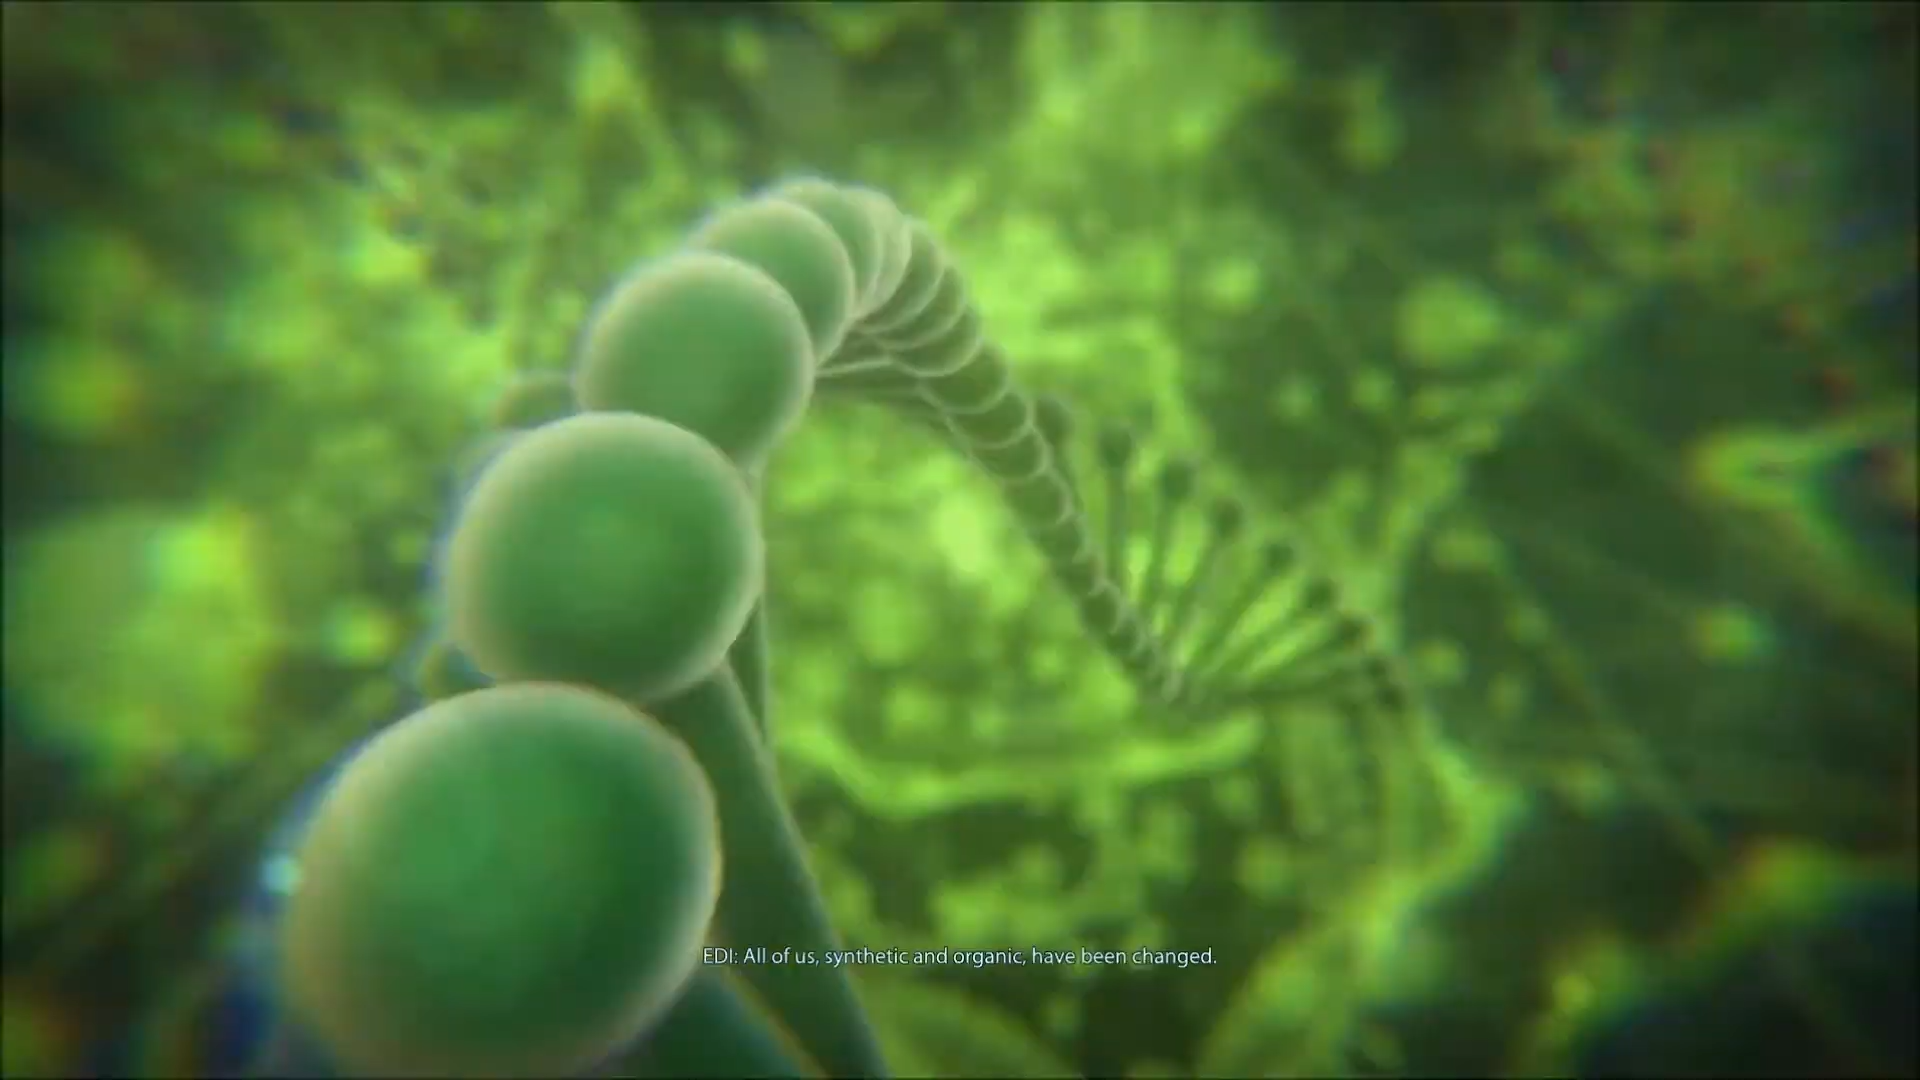 EDI: All of us, synthetic and organic, have been changed.